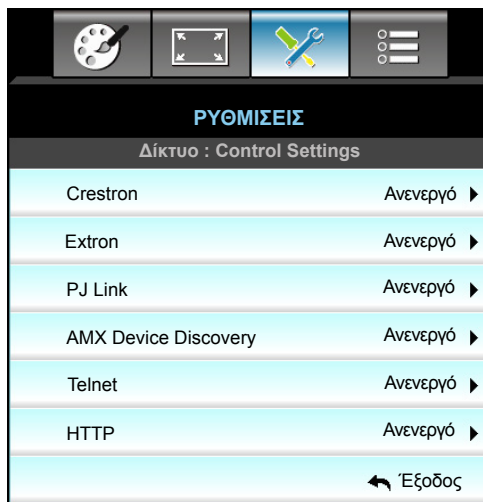 ΡΥΘΜΙΣΕΙΣ
Δίκτυο : Control Settings
Crestron Ανενεργό
Extron Ανενεργό
PJ Link Ανενεργό
AMX Device Discovery Ανενεργό
Telnet Ανενεργό
HTTP Ανενεργό
Έξοδος